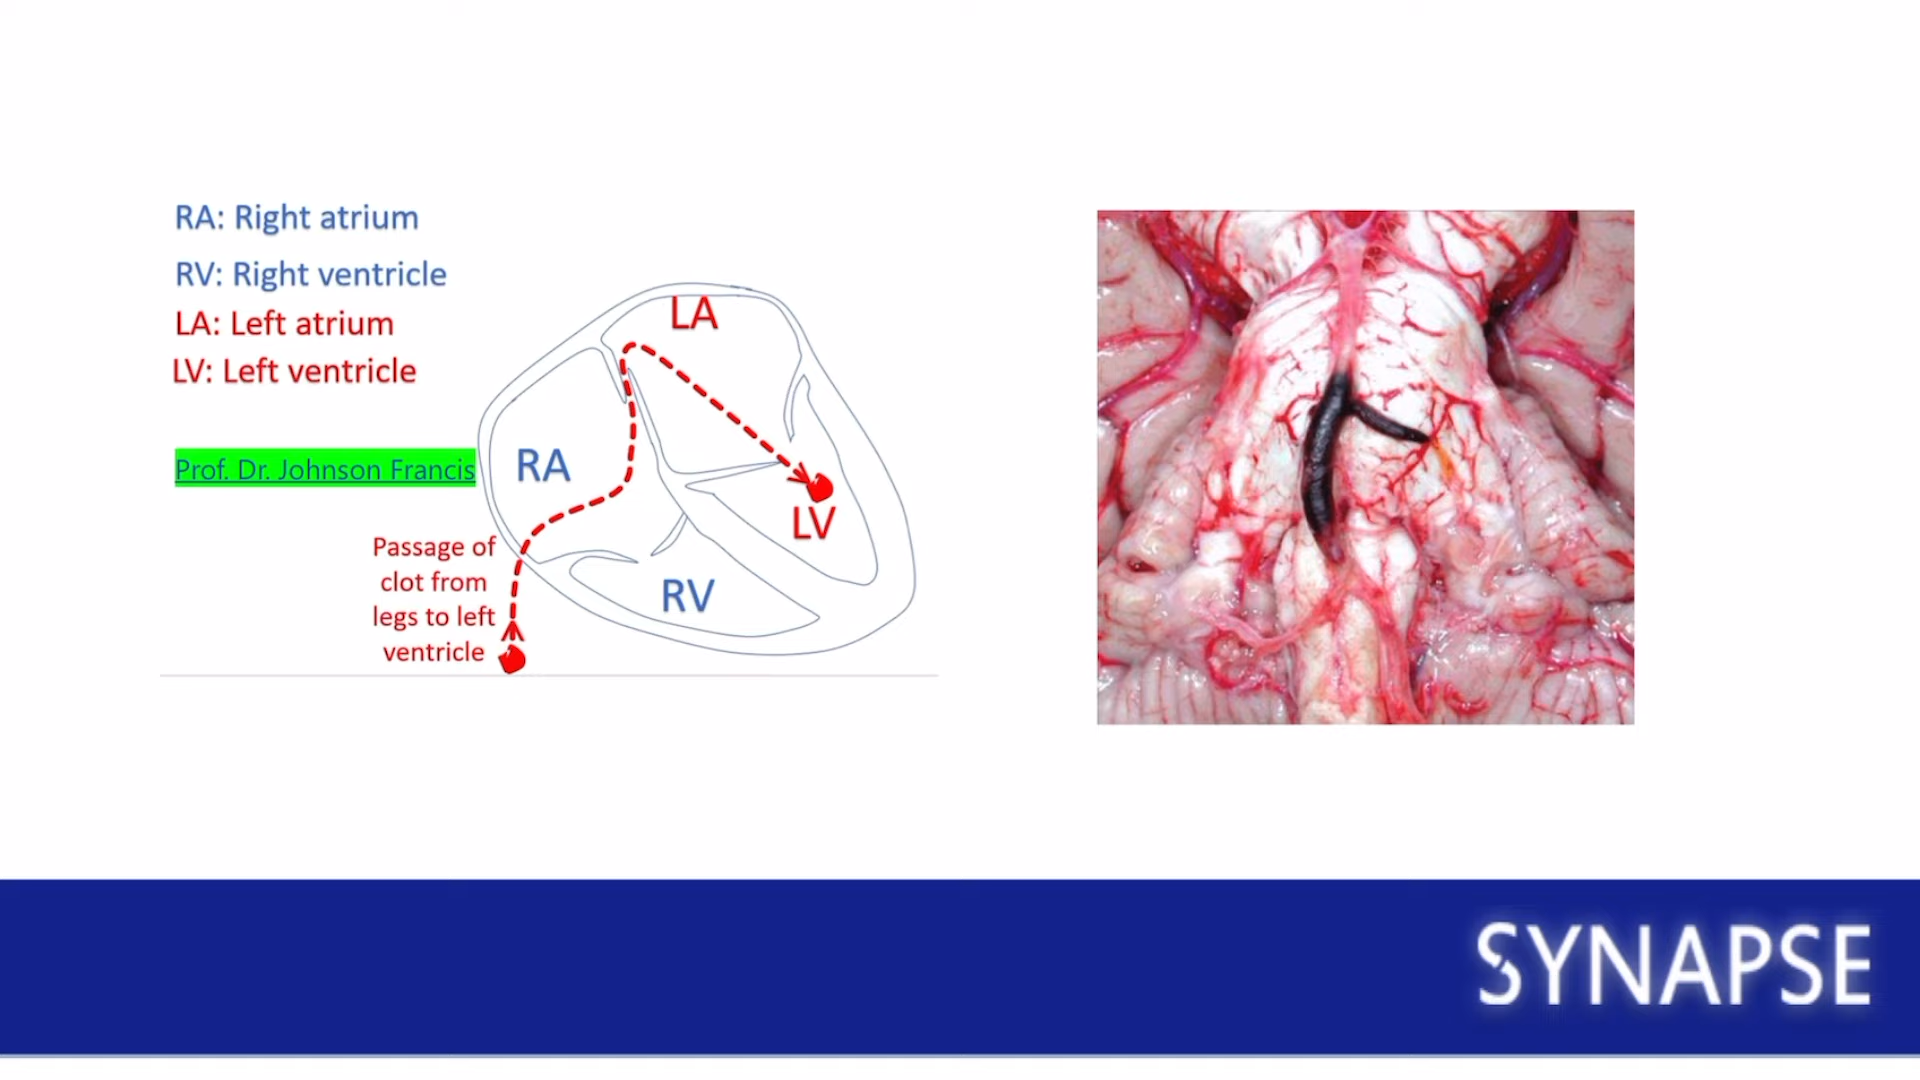 RA: Right atrium
RV: Right ventricle
LA: Left atrium
LV: Left ventricle
Prof. Dr. Johnson Francis
Passage of
clot from
legs to left
ventricle
LA
RA
LV
RV
SYNAPSE